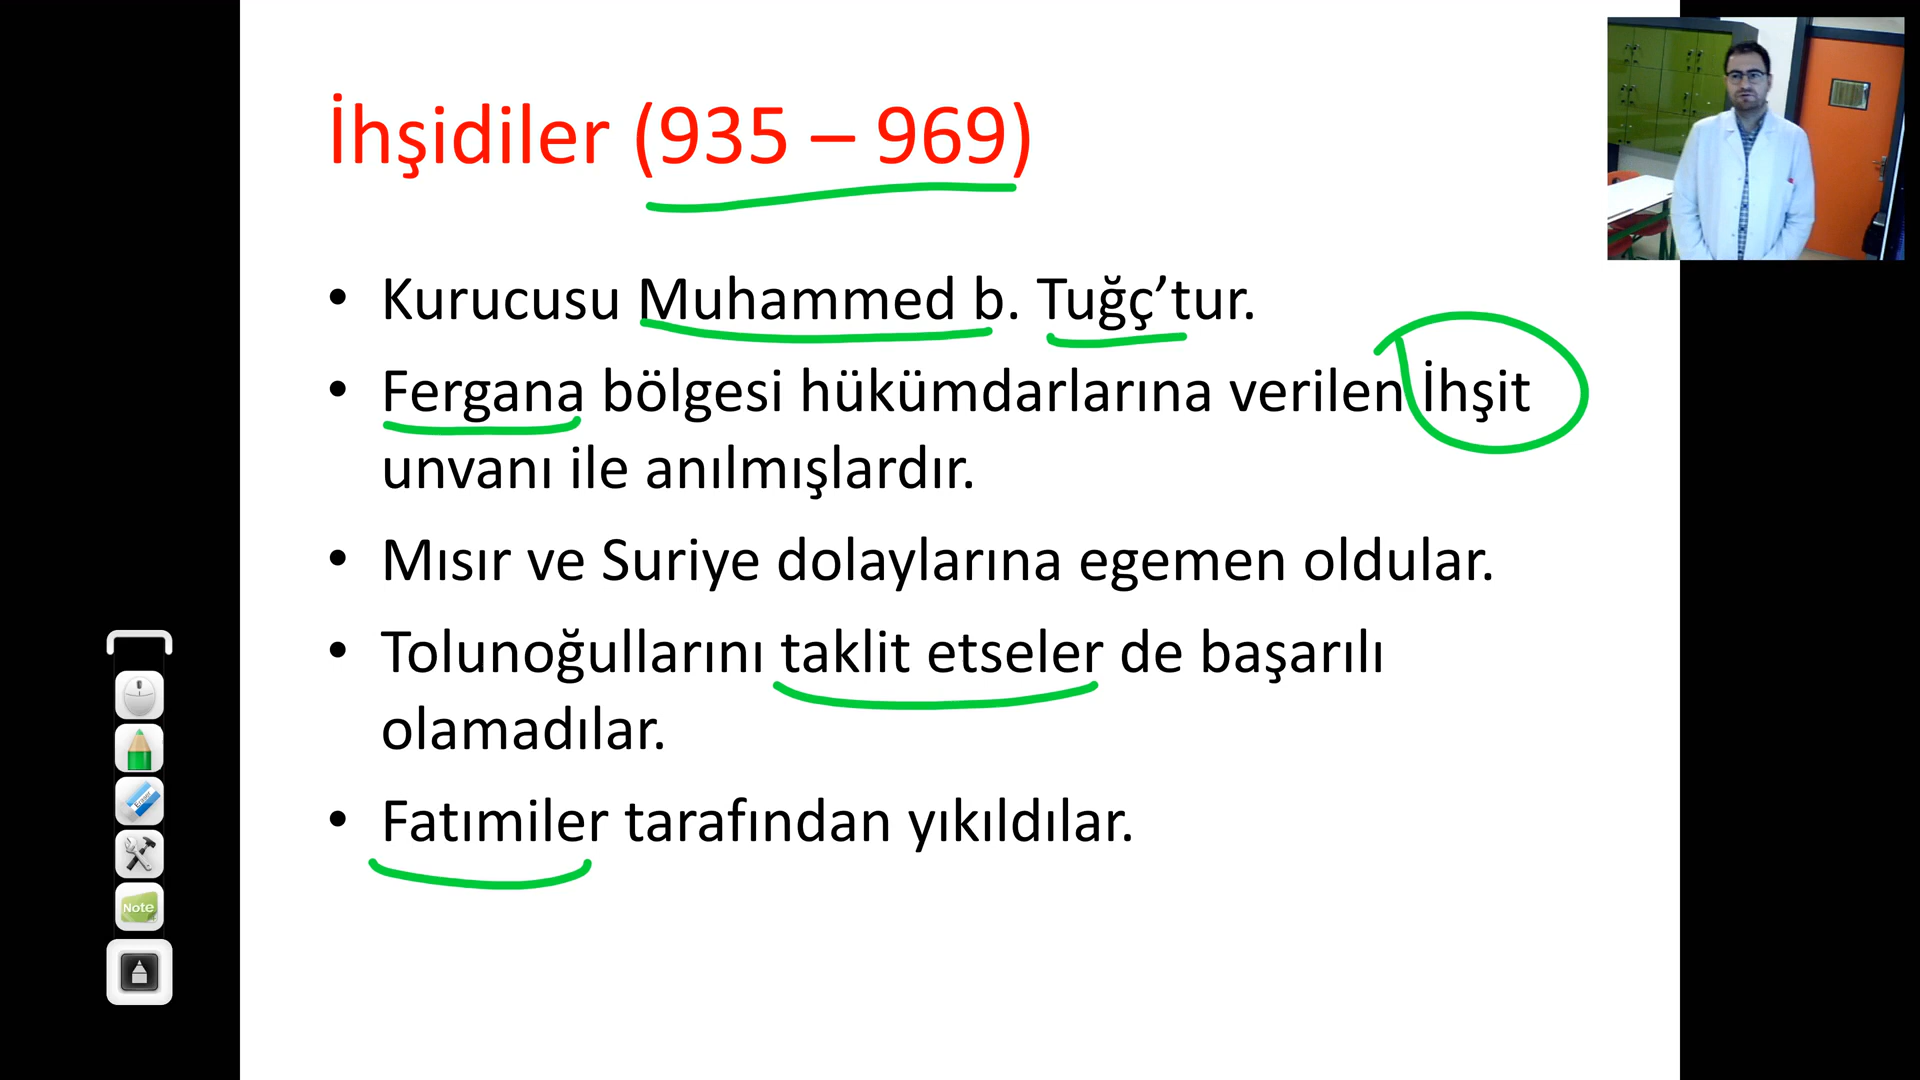 İhşidiler (935 – 969)
• Kurucusu Muhammed b. Tuğç’tur.
• Fergana bölgesi hükümdarlarına verilen İhşit
unvanı ile anılmışlardır.
• Mısır ve Suriye dolaylarına egemen oldular.
• Tolunoğullarını taklit etseler de başarılı
olamadılar.
• Fatımiler tarafından yıkıldılar.
Eraser
Note